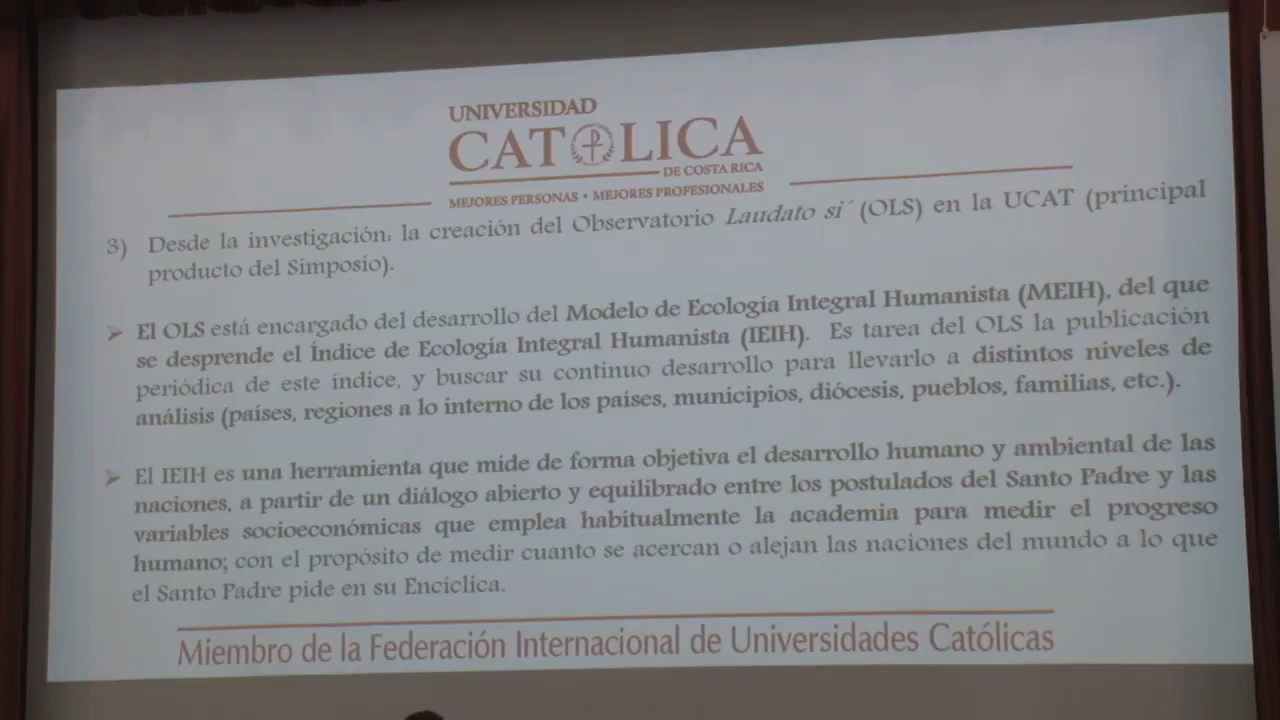 UNIVERSIDAD
CATOLICA
DE COSTA RICA
MEJORES PERSONAS • MEJORES PROFESIONALES
3) Desde la investigación: la creación del Observatorio Laudato si´ (OLS) en la UCAT (principal
producto del Simposio).
➢ El OLS está encargado del desarrollo del Modelo de Ecología Integral Humanista (MEIH), del que
se desprende el Índice de Ecología Integral Humanista (IEIH). Es tarea del OLS la publicación
periódica de este índice, y buscar su continuo desarrollo para llevarlo a distintos niveles de
análisis (países, regiones a lo interno de los países, municipios, diócesis, pueblos, familias, etc.).
➢ El IEIH es una herramienta que mide de forma objetiva el desarrollo humano y ambiental de las
naciones, a partir de un diálogo abierto y equilibrado entre los postulados del Santo Padre y las
variables socioeconómicas que emplea habitualmente la academia para medir el progreso
humano; con el propósito de medir cuanto se acercan o alejan las naciones del mundo a lo que
el Santo Padre pide en su Encíclica.
Miembro de la Federación Internacional de Universidades Católicas